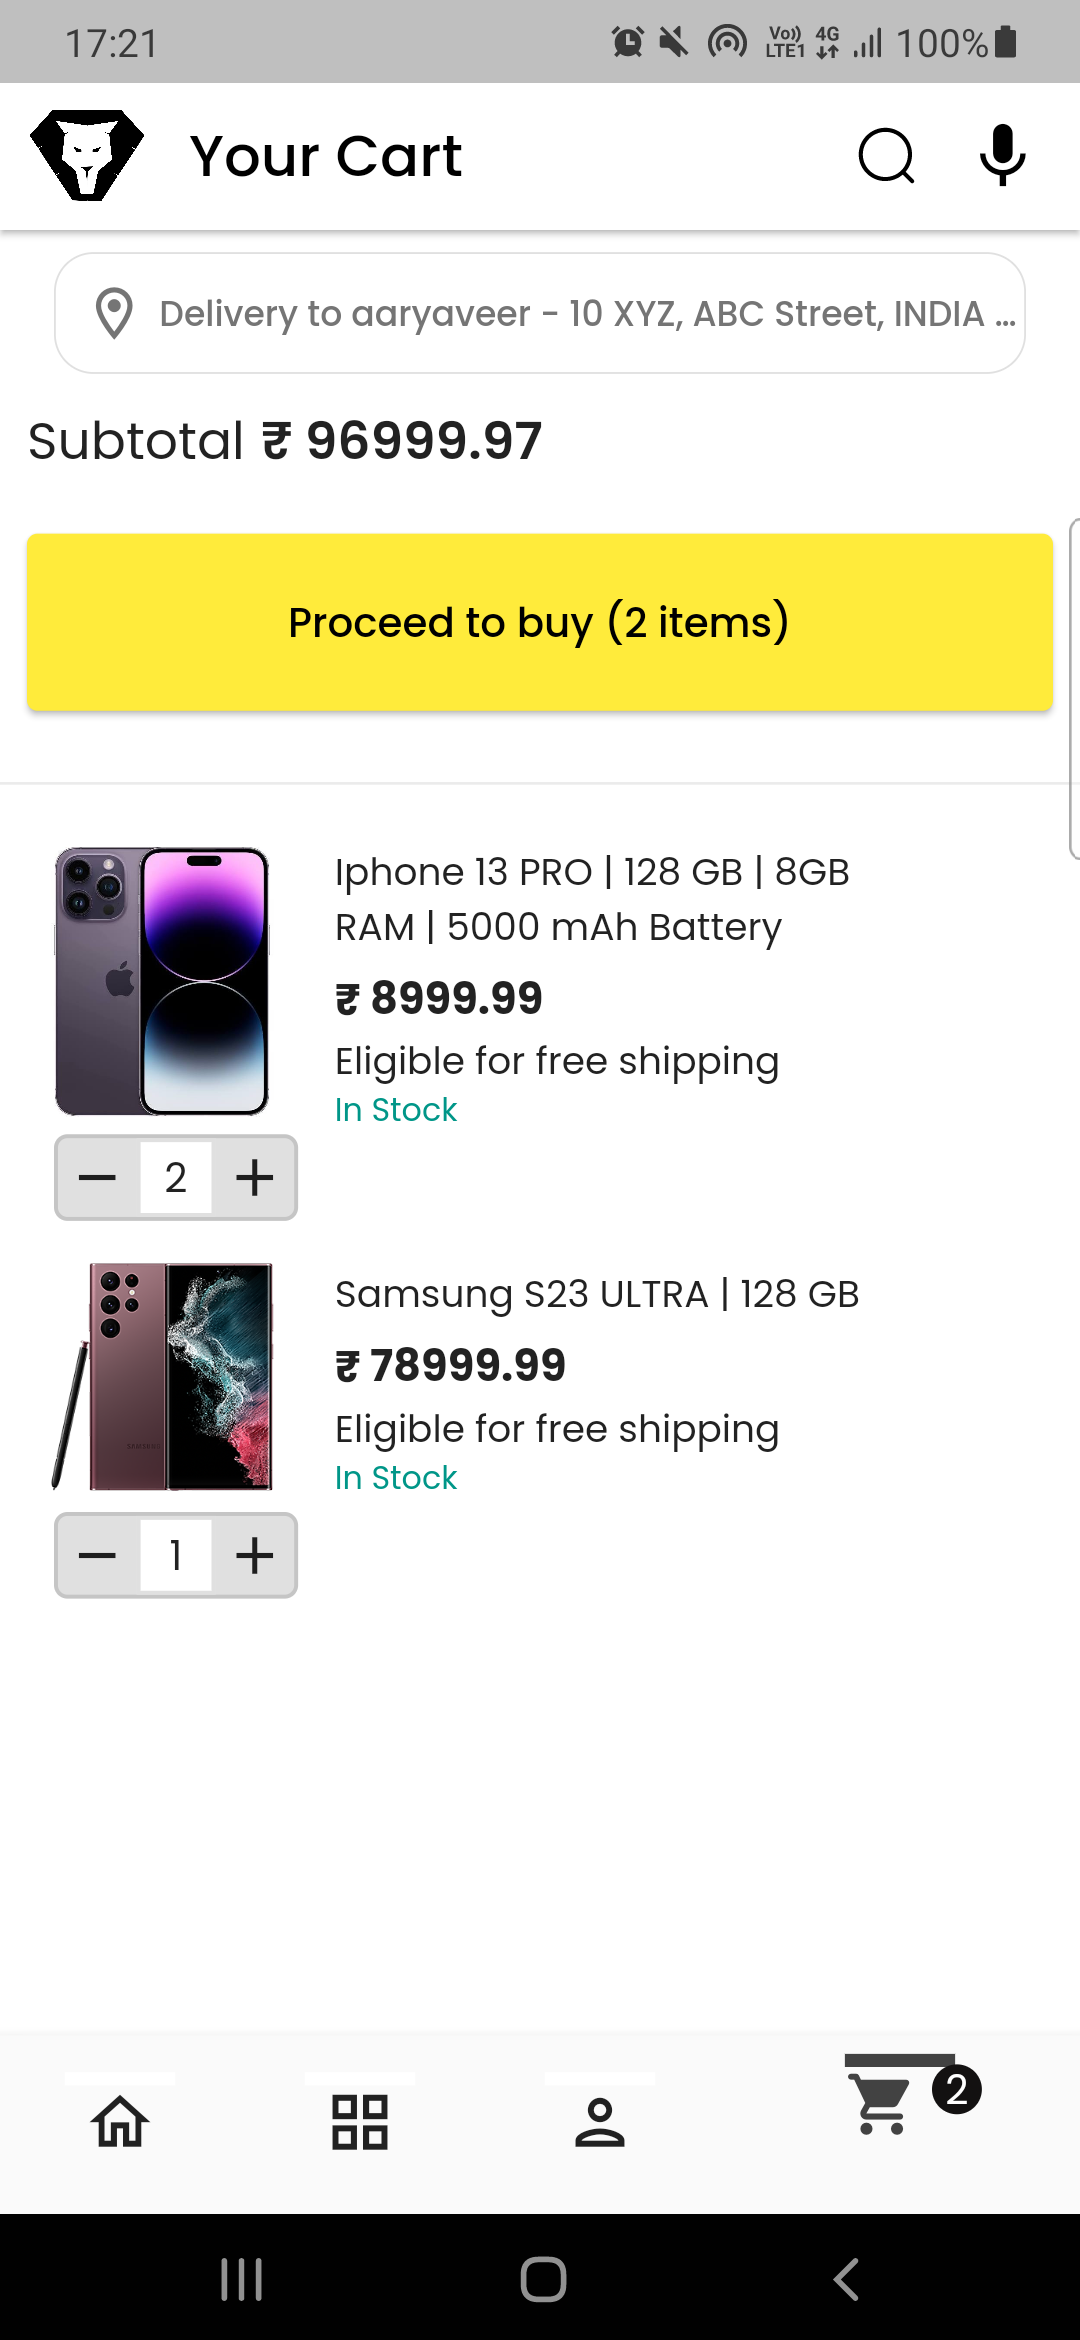 17:21
Vo)) LTE1 4G 100%
Your Cart
Delivery to aaryaveer - 10 XYZ, ABC Street, INDIA ...
Subtotal ₹ 96999.97
Proceed to buy (2 items)
Iphone 13 PRO | 128 GB | 8GB
RAM | 5000 mAh Battery
₹ 8999.99
Eligible for free shipping
In Stock
2
Samsung S23 ULTRA | 128 GB
₹ 78999.99
Eligible for free shipping
In Stock
SAMSUNG
1
2